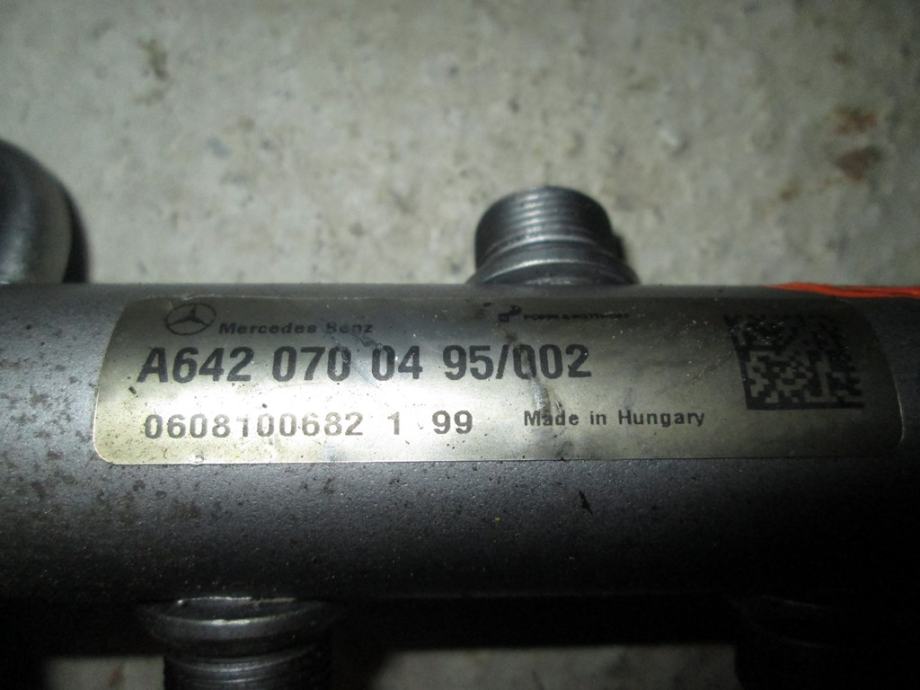 Mercedes Benz
A642 070 04 95/002
0608100682 1 99 Made in Hungary